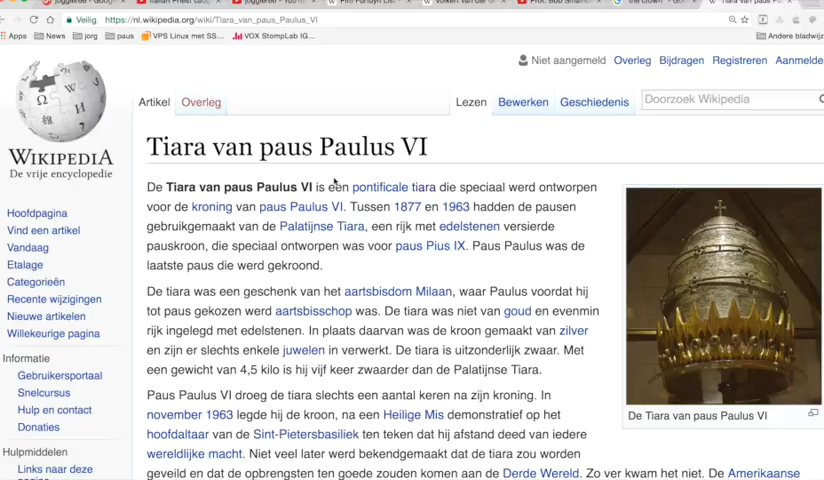 Veilig https://nl.wikipedia.org/wiki/Tiara_van_paus_Paulus_VI
Apps News jorg paus VPS Linux met SS... VOX StompLab IG... Andere bladwijz
Niet aangemeld Overleg Bijdragen Registreren Aanmelde
Artikel Overleg Lezen Bewerken Geschiedenis Doorzoek Wikipedia
WIKIPEDIA
De vrije encyclopedie
Hoofdpagina
Vind een artikel
Vandaag
Etalage
Categorieën
Recente wijzigingen
Nieuwe artikelen
Willekeurige pagina
Informatie
Gebruikersportaal
Snelcursus
Hulp en contact
Donaties
Hulpmiddelen
Links naar deze
Tiara van paus Paulus VI
De Tiara van paus Paulus VI is een pontificale tiara die speciaal werd ontworpen
voor de kroning van paus Paulus VI. Tussen 1877 en 1963 hadden de pausen
gebruikgemaakt van de Palatijnse Tiara, een rijk met edelstenen versierde
pauskroon, die speciaal ontworpen was voor paus Pius IX. Paus Paulus was de
laatste paus die werd gekroond.
De tiara was een geschenk van het aartsbisdom Milaan, waar Paulus voordat hij
tot paus gekozen werd aartsbisschop was. De tiara was niet van goud en evenmin
rijk ingelegd met edelstenen. In plaats daarvan was de kroon gemaakt van zilver
en zijn er slechts enkele juwelen in verwerkt. De tiara is uitzonderlijk zwaar. Met
een gewicht van 4,5 kilo is hij vijf keer zwaarder dan de Palatijnse Tiara.
Paus Paulus VI droeg de tiara slechts een aantal keren na zijn kroning. In
november 1963 legde hij de kroon, na een Heilige Mis demonstratief op het
hoofdaltaar van de Sint-Pietersbasiliek ten teken dat hij afstand deed van iedere
wereldlijke macht. Niet veel later werd bekendgemaakt dat de tiara zou worden
geveild en dat de opbrengsten ten goede zouden komen aan de Derde Wereld. Zo ver kwam het niet. De Amerikaanse
De Tiara van paus Paulus VI